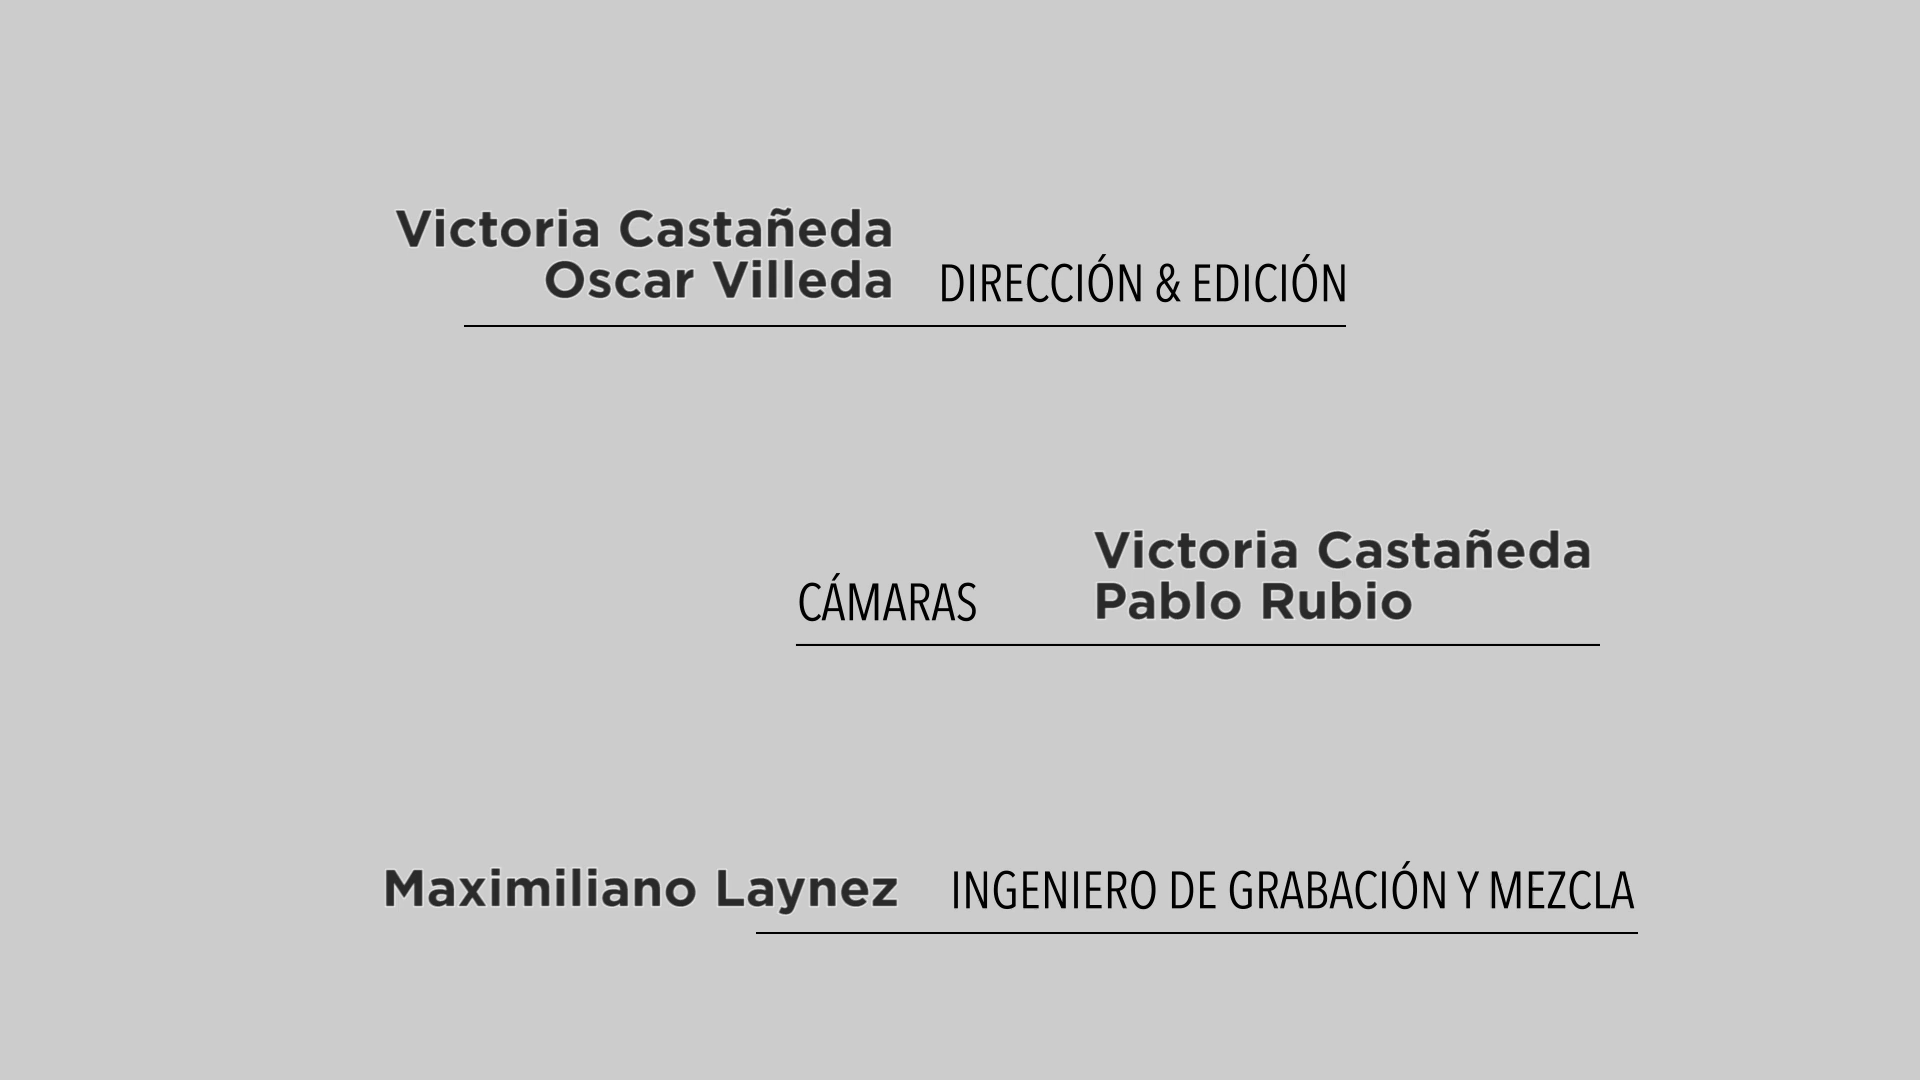 Victoria Castañeda
Oscar Villeda DIRECCIÓN & EDICIÓN
Victoria Castañeda
CÁMARAS Pablo Rubio
Maximiliano Laynez INGENIERO DE GRABACIÓN Y MEZCLA